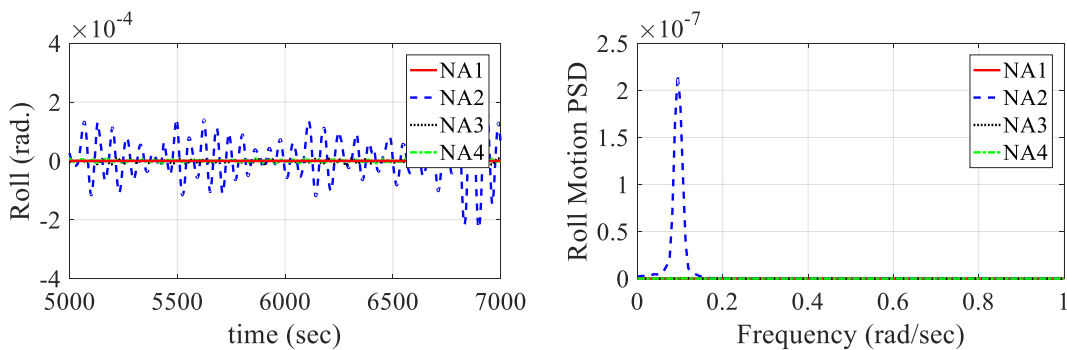 ×10⁻⁴
4
2
0
-2
-4
Roll (rad.)
NA1
NA2
NA3
NA4
5000 5500 6000 6500 7000
time (sec)
×10⁻⁷
2.5
2
1.5
1
0.5
0
Roll Motion PSD
NA1
NA2
NA3
NA4
0 0.2 0.4 0.6 0.8 1
Frequency (rad/sec)